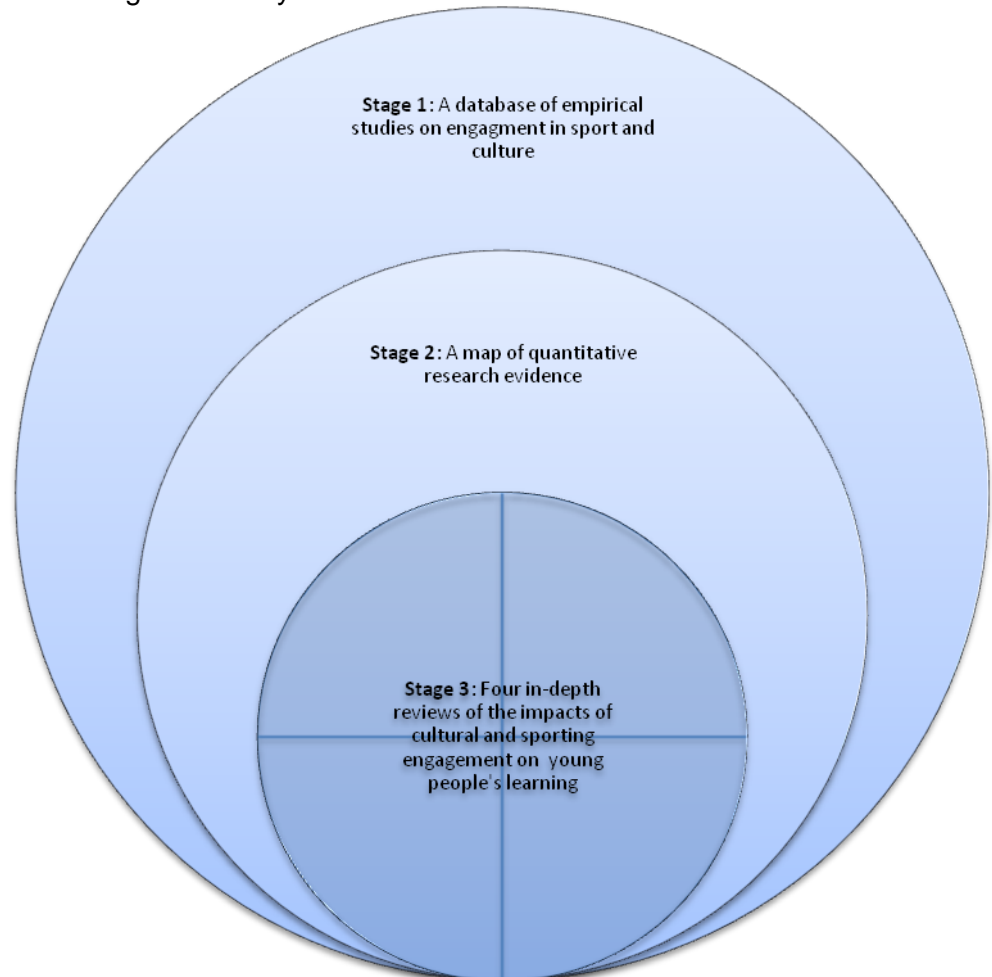 Stage 1: A database of empirical
studies on engagment in sport and
culture
Stage 2: A map of quantitative
research evidence
Stage 3: Four in-depth
reviews of the impacts of
cultural and sporting
engagement on young
people's learning